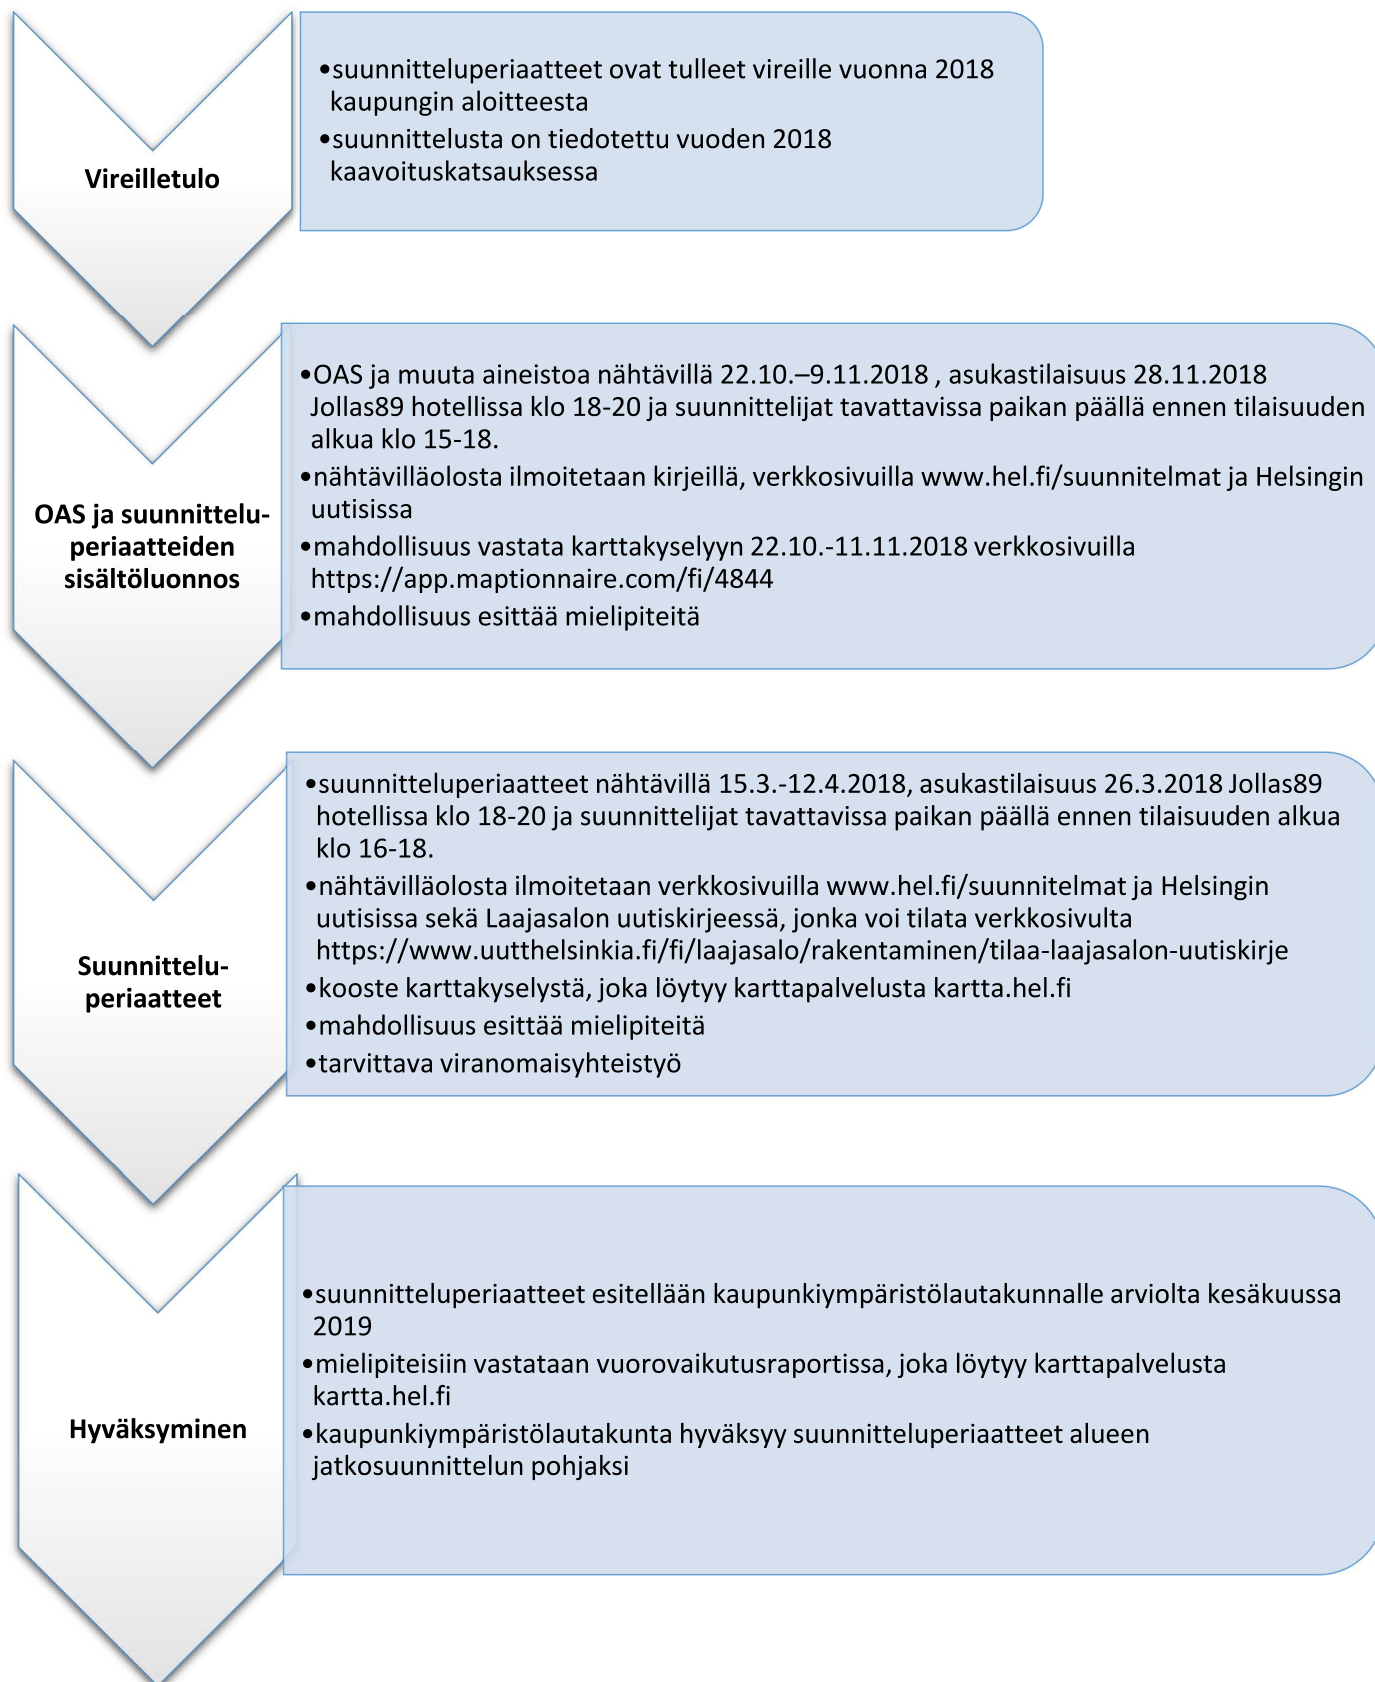 Vireilletulo
•suunnitteluperiaatteet ovat tulleet vireille vuonna 2018
kaupungin aloitteesta
•suunnittelusta on tiedotettu vuoden 2018
kaavoituskatsauksessa
OAS ja suunnittelu-
periaatteiden
sisältöluonnos
•OAS ja muuta aineistoa nähtävillä 22.10.–9.11.2018 , asukastilaisuus 28.11.2018
Jollas89 hotellissa klo 18-20 ja suunnittelijat tavattavissa paikan päällä ennen tilaisuuden
alkua klo 15-18.
•nähtävilläolosta ilmoitetaan kirjeillä, verkkosivuilla www.hel.fi/suunnitelmat ja Helsingin
uutisissa
•mahdollisuus vastata karttakyselyyn 22.10.-11.11.2018 verkkosivuilla
https://app.maptionnaire.com/fi/4844
•mahdollisuus esittää mielipiteitä
Suunnittelu-
periaatteet
•suunnitteluperiaatteet nähtävillä 15.3.-12.4.2018, asukastilaisuus 26.3.2018 Jollas89
hotellissa klo 18-20 ja suunnittelijat tavattavissa paikan päällä ennen tilaisuuden alkua
klo 16-18.
•nähtävilläolosta ilmoitetaan verkkosivuilla www.hel.fi/suunnitelmat ja Helsingin
uutisissa sekä Laajasalon uutiskirjeessä, jonka voi tilata verkkosivulta
https://www.uutthelsinkia.fi/fi/laajasalo/rakentaminen/tilaa-laajasalon-uutiskirje
•kooste karttakyselystä, joka löytyy karttapalvelusta kartta.hel.fi
•mahdollisuus esittää mielipiteitä
•tarvittava viranomaisyhteistyö
Hyväksyminen
•suunnitteluperiaatteet esitellään kaupunkiympäristölautakunnalle arviolta kesäkuussa
2019
•mielipiteisiin vastataan vuorovaikutusraportissa, joka löytyy karttapalvelusta
kartta.hel.fi
•kaupunkiympäristölautakunta hyväksyy suunnitteluperiaatteet alueen
jatkosuunnittelun pohjaksi